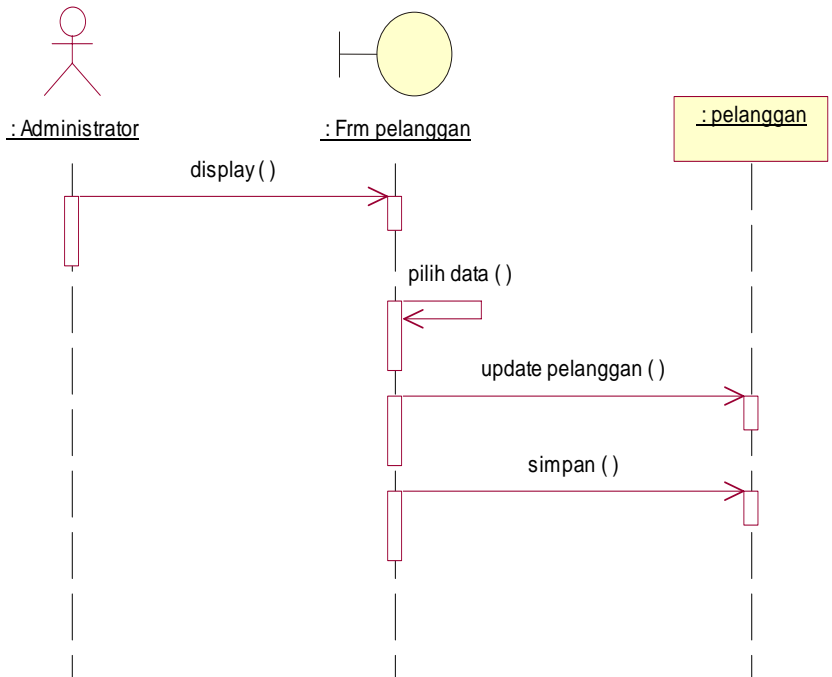 : Administrator
: Frm pelanggan
: pelanggan
display ( )
pilih data ( )
update pelanggan ( )
simpan ( )